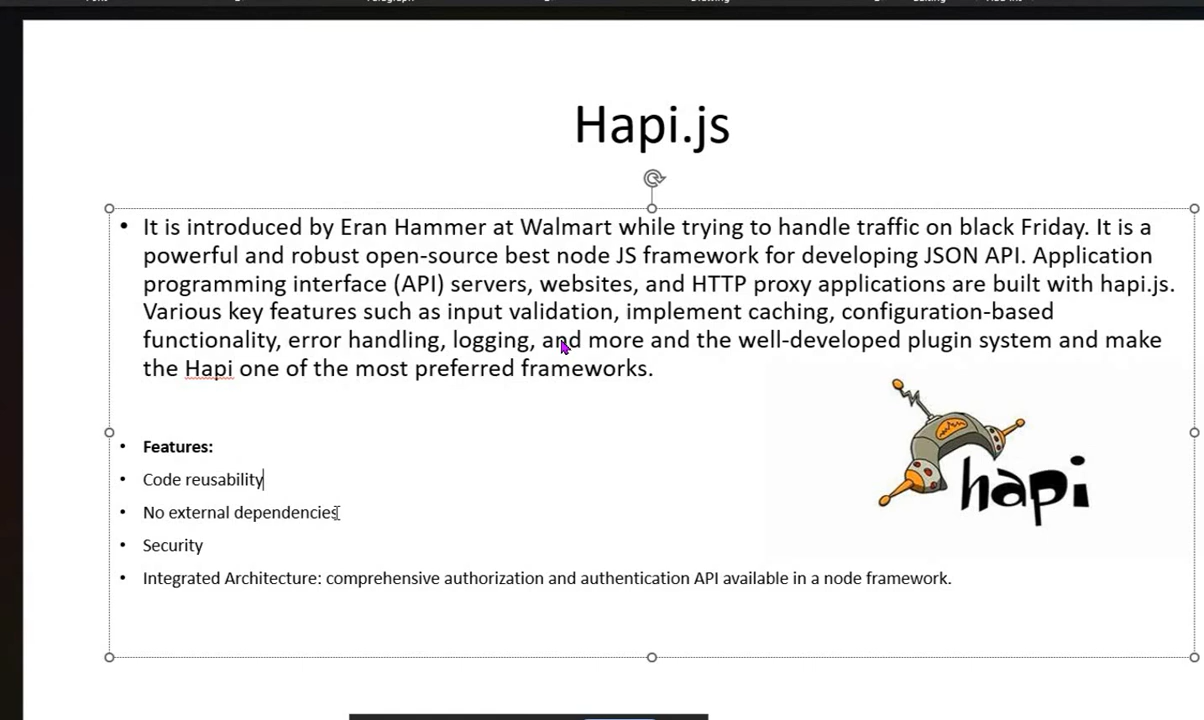 Hapi.js
• It is introduced by Eran Hammer at Walmart while trying to handle traffic on black Friday. It is a
powerful and robust open-source best node JS framework for developing JSON API. Application
programming interface (API) servers, websites, and HTTP proxy applications are built with hapi.js.
Various key features such as input validation, implement caching, configuration-based
functionality, error handling, logging, and more and the well-developed plugin system and make
the Hapi one of the most preferred frameworks.
• Features:
• Code reusability
• No external dependencies
• Security
• Integrated Architecture: comprehensive authorization and authentication API available in a node framework.
hapi